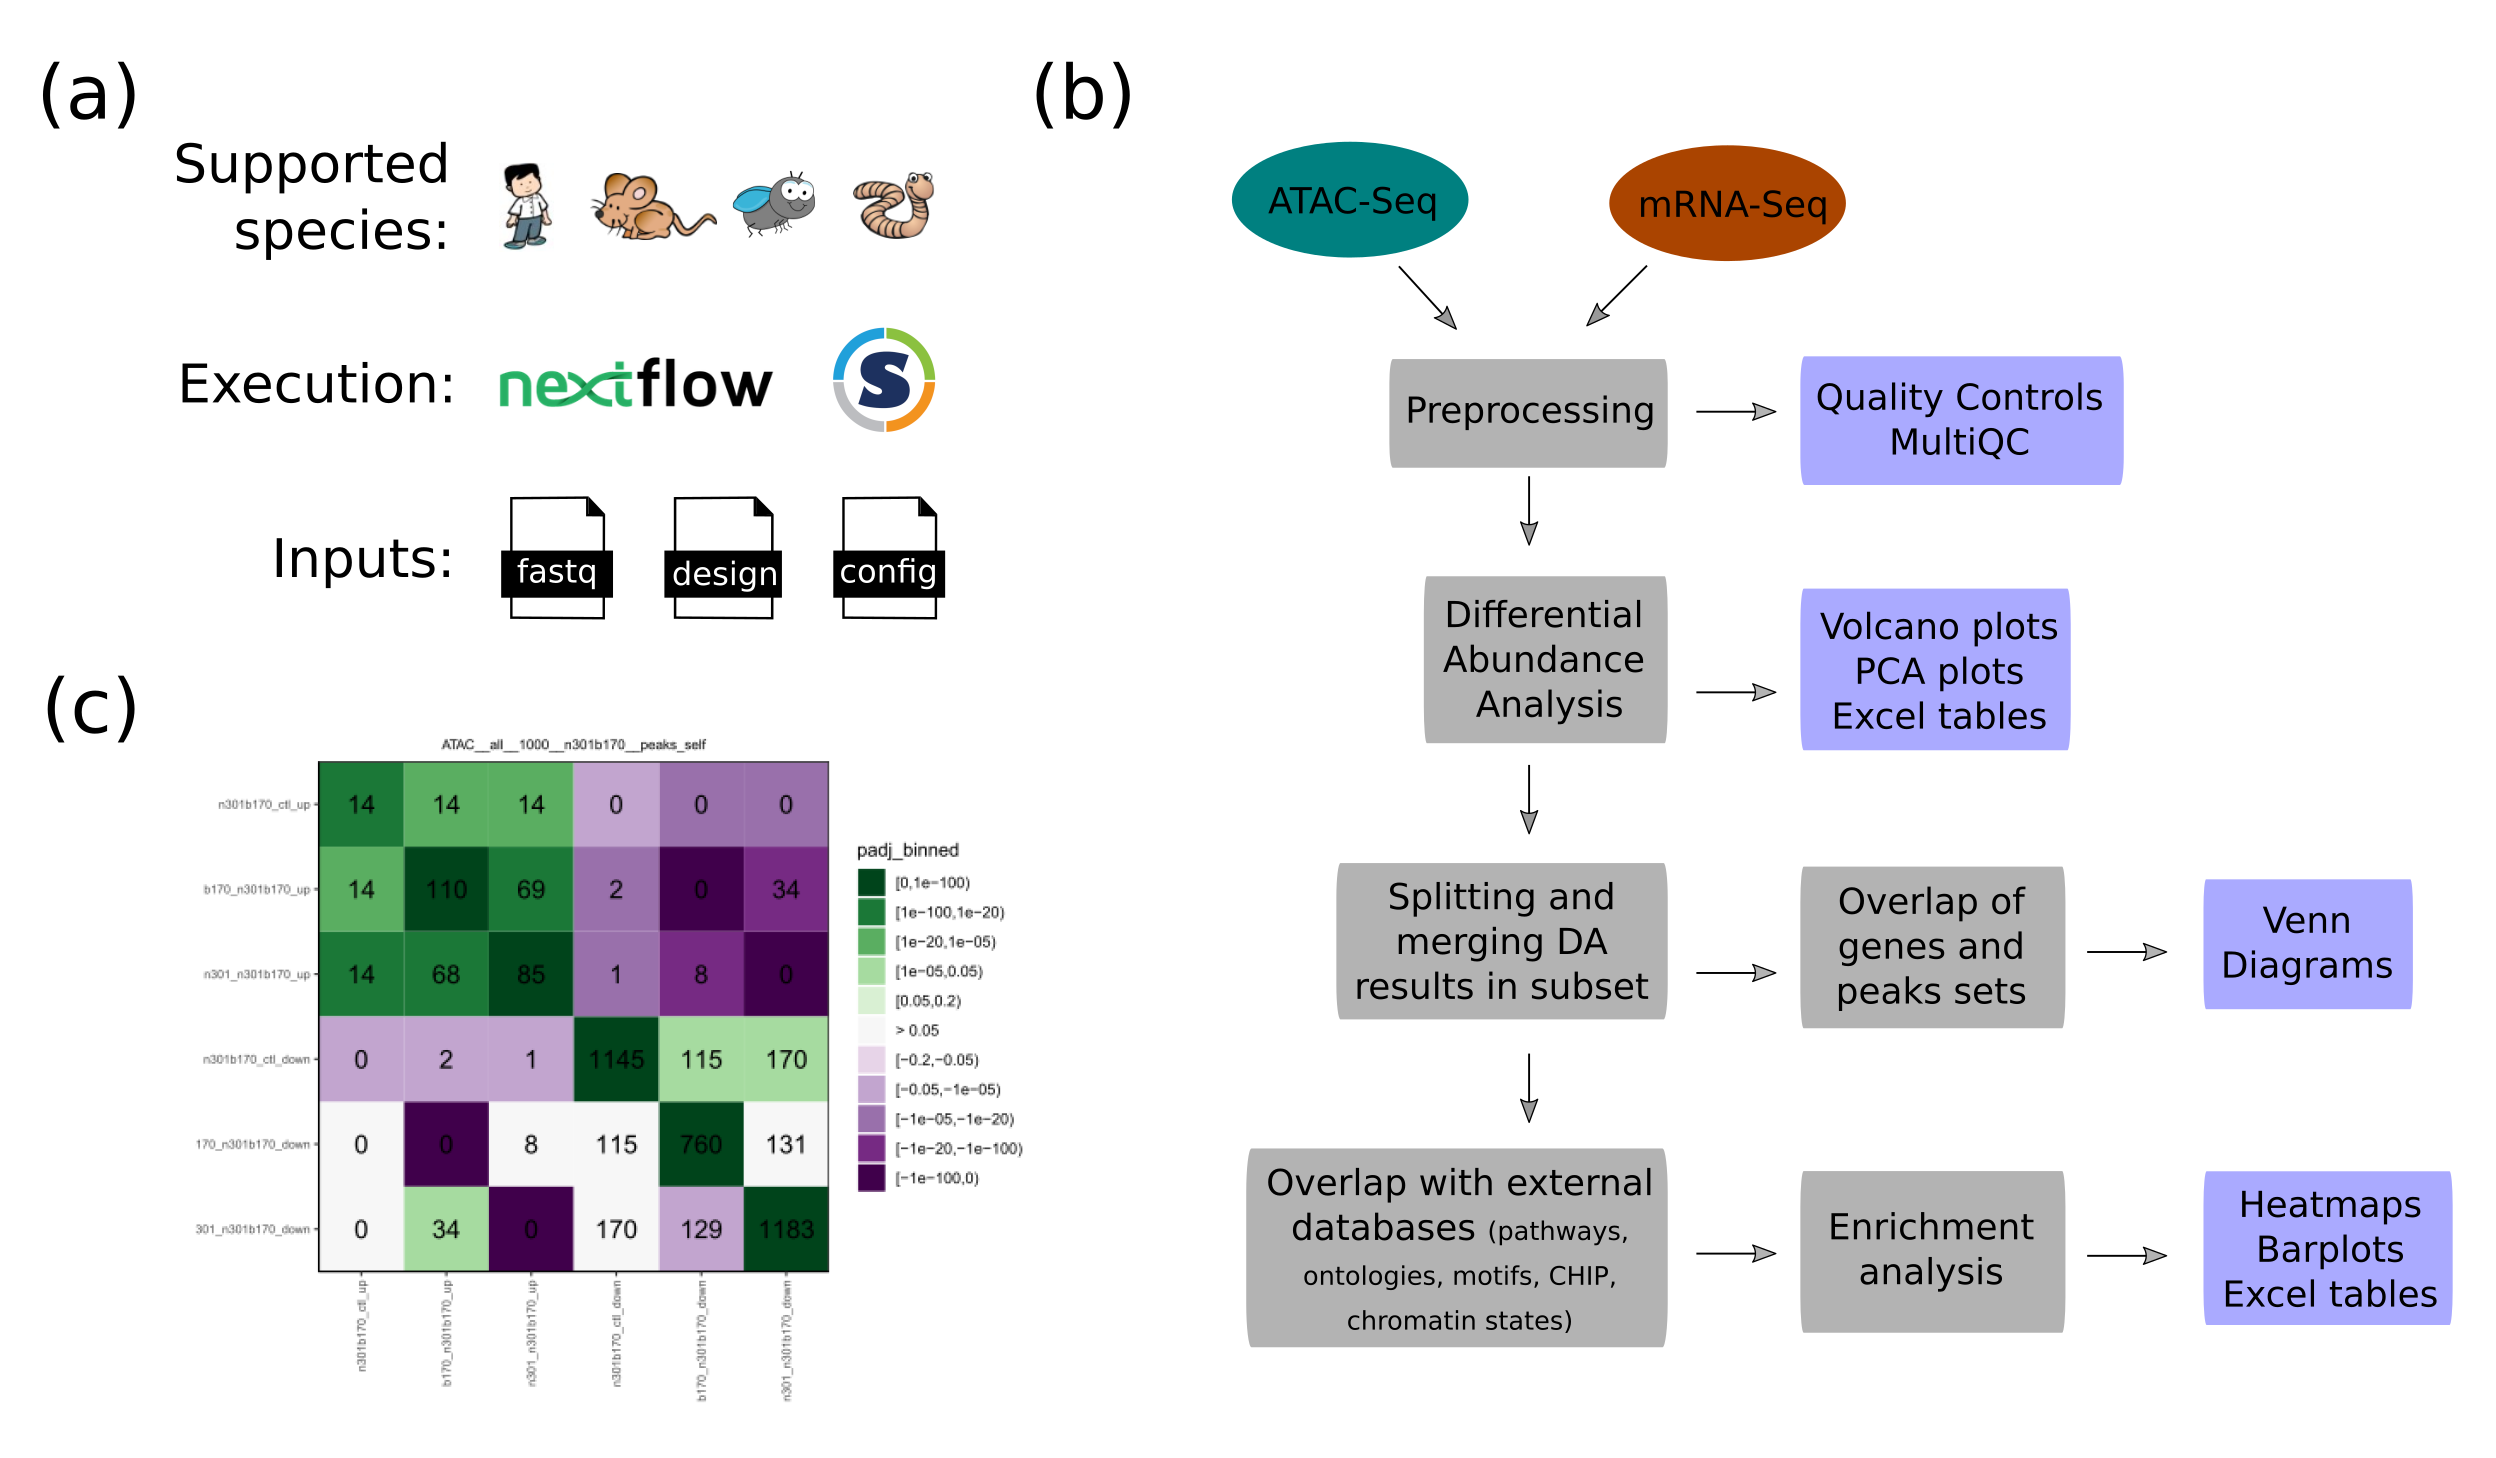 (a)
Supported
species:
Execution:
nextflow
S
Inputs:
fastq
design
config
(b)
ATAC-Seq
mRNA-Seq
Preprocessing
Quality Controls
MultiQC
Differential
Abundance
Analysis
Volcano plots
PCA plots
Excel tables
Splitting and
merging DA
results in subset
Overlap of
genes and
peaks sets
Venn
Diagrams
Overlap with external
databases (pathways,
ontologies, motifs, CHIP,
chromatin states)
Enrichment
analysis
Heatmaps
Barplots
Excel tables
(c)
ATAC__all__1000__n301b170__peaks_self
n301b170_ctl_up 14 14 14 0 0 0
b170_n301b170_up 14 110 69 2 0 34
n301_n301b170_up 14 68 85 1 8 0
n301b170_ctl_down 0 2 1 1145 115 170
170_n301b170_down 0 0 8 115 760 131
301_n301b170_down 0 34 0 170 129 1183
n301b170_ctl_up
b170_n301b170_up
n301_n301b170_up
n301b170_ctl_down
b170_n301b170_down
n301_n301b170_down
padj_binned
[0,1e−100)
[1e−100,1e−20)
[1e−20,1e−05)
[1e−05,0.05)
[0.05,0.2)
> 0.05
[−0.2,−0.05)
[−0.05,−1e−05)
[−1e−05,−1e−20)
[−1e−20,−1e−100)
[−1e−100,0)